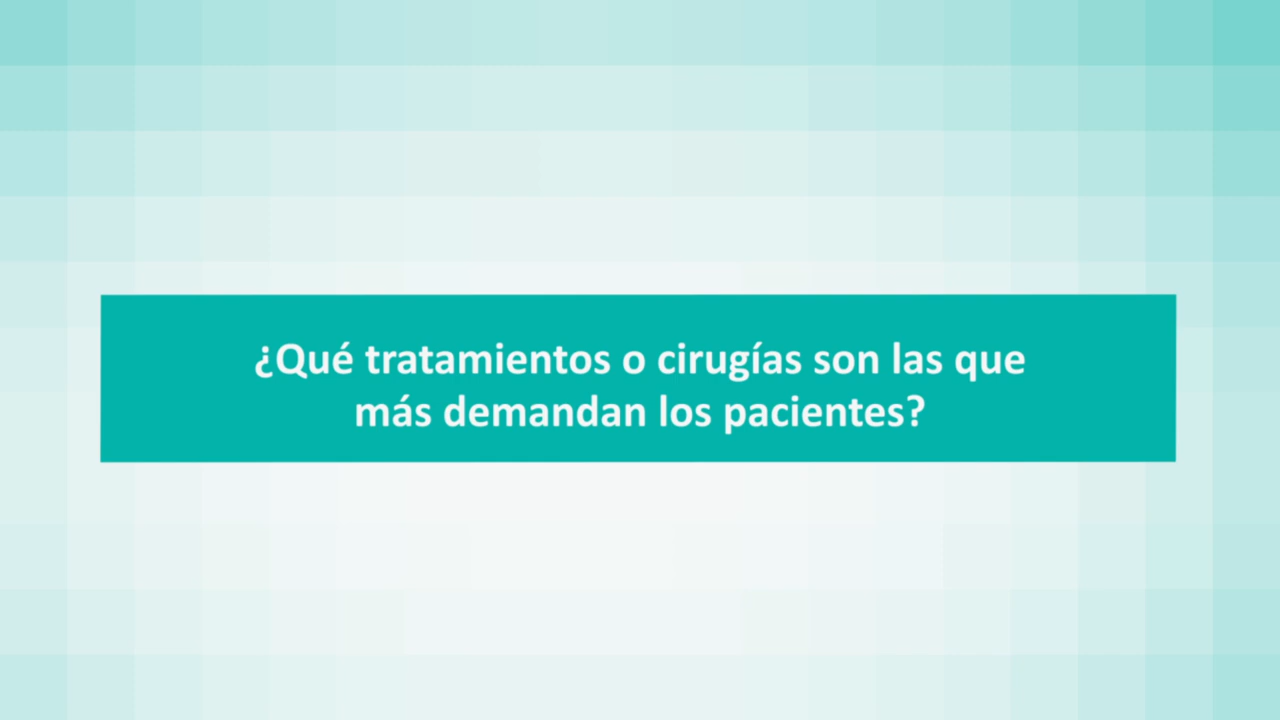 ¿Qué tratamientos o cirugías son las que
más demandan los pacientes?